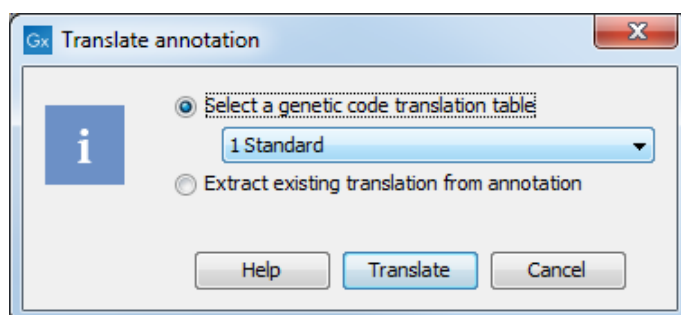 Gx Translate annotation
X
Select a genetic code translation table
i
1 Standard
Extract existing translation from annotation
Help Translate Cancel